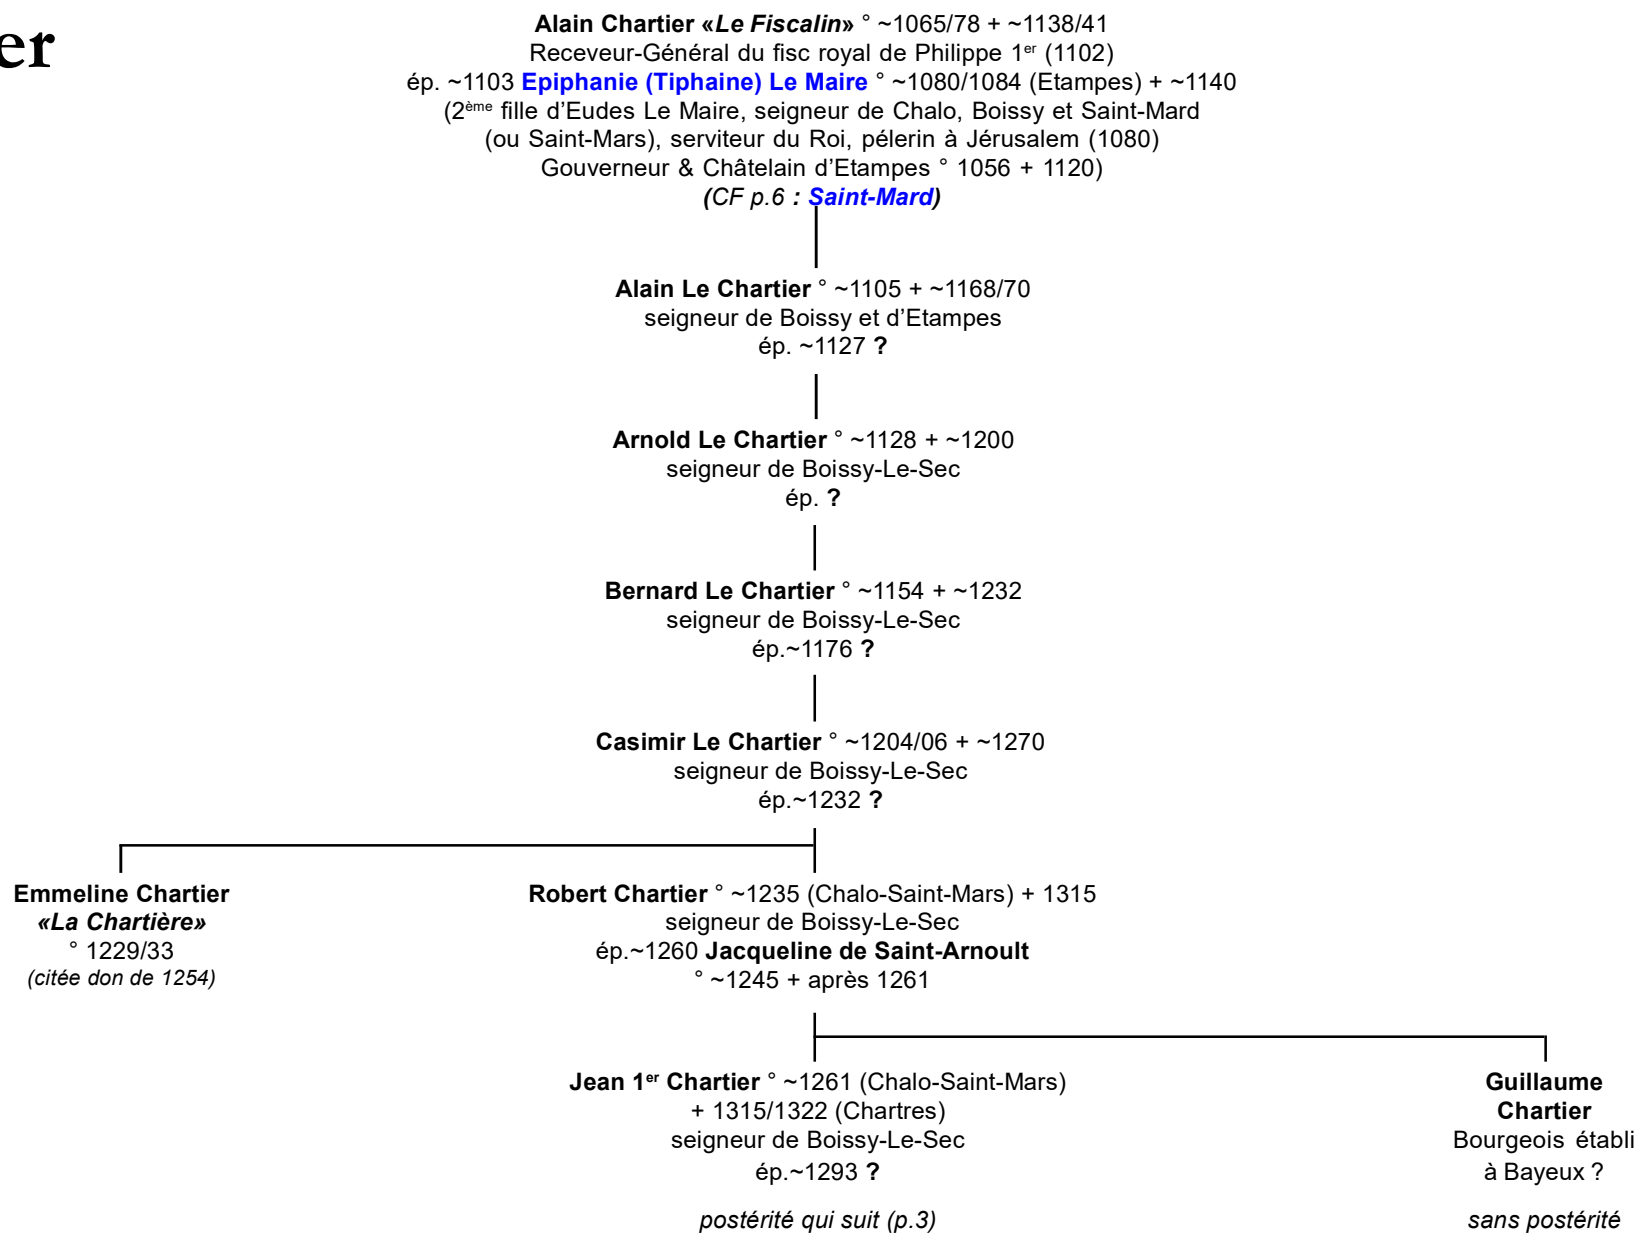 er
Alain Chartier «Le Fiscalin» ° ~1065/78 + ~1138/41
Receveur-Général du fisc royal de Philippe 1er (1102)
ép. ~1103 Epiphanie (Tiphaine) Le Maire ° ~1080/1084 (Etampes) + ~1140
(2ème fille d'Eudes Le Maire, seigneur de Chalo, Boissy et Saint-Mard
(ou Saint-Mars), serviteur du Roi, pélerin à Jérusalem (1080)
Gouverneur & Châtelain d'Etampes ° 1056 + 1120)
(CF p.6 : Saint-Mard)
Alain Le Chartier ° ~1105 + ~1168/70
seigneur de Boissy et d'Etampes
ép. ~1127 ?
Arnold Le Chartier ° ~1128 + ~1200
seigneur de Boissy-Le-Sec
ép. ?
Bernard Le Chartier ° ~1154 + ~1232
seigneur de Boissy-Le-Sec
ép.~1176 ?
Casimir Le Chartier ° ~1204/06 + ~1270
seigneur de Boissy-Le-Sec
ép.~1232 ?
Emmeline Chartier
«La Chartière»
° 1229/33
(citée don de 1254)
Robert Chartier ° ~1235 (Chalo-Saint-Mars) + 1315
seigneur de Boissy-Le-Sec
ép.~1260 Jacqueline de Saint-Arnoult
° ~1245 + après 1261
Jean 1er Chartier ° ~1261 (Chalo-Saint-Mars)
+ 1315/1322 (Chartres)
seigneur de Boissy-Le-Sec
ép.~1293 ?
postérité qui suit (p.3)
Guillaume
Chartier
Bourgeois établi
à Bayeux ?
sans postérité